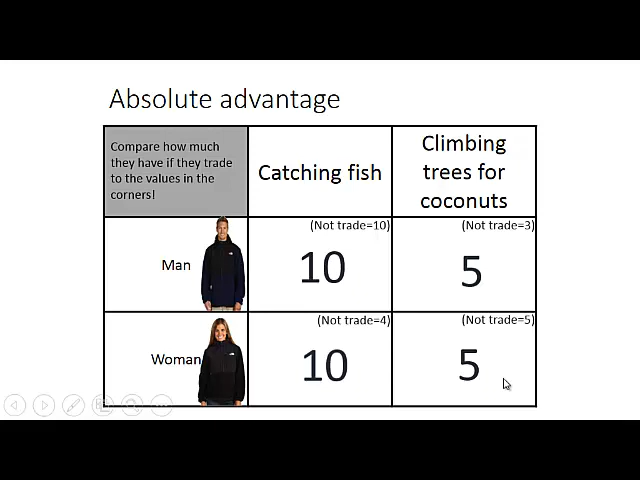 Absolute advantage
Compare how much
they have if they trade
to the values in the
corners!
Catching fish
Climbing
trees for
coconuts
Man
(Not trade=10)
10
(Not trade=3)
5
Woman
(Not trade=4)
10
(Not trade=5)
5